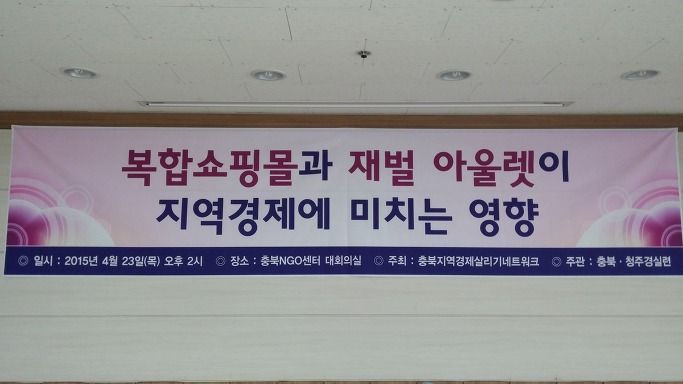 복합쇼핑몰과 재벌 아울렛이
지역경제에 미치는 영향
◎ 일시 : 2015년 4월 23일(목) 오후 2시 ◎ 장소 : 충북NGO센터 대회의실 ◎ 주최 : 충북지역경제살리기네트워크 ◎ 주관 : 충북·청주경실련